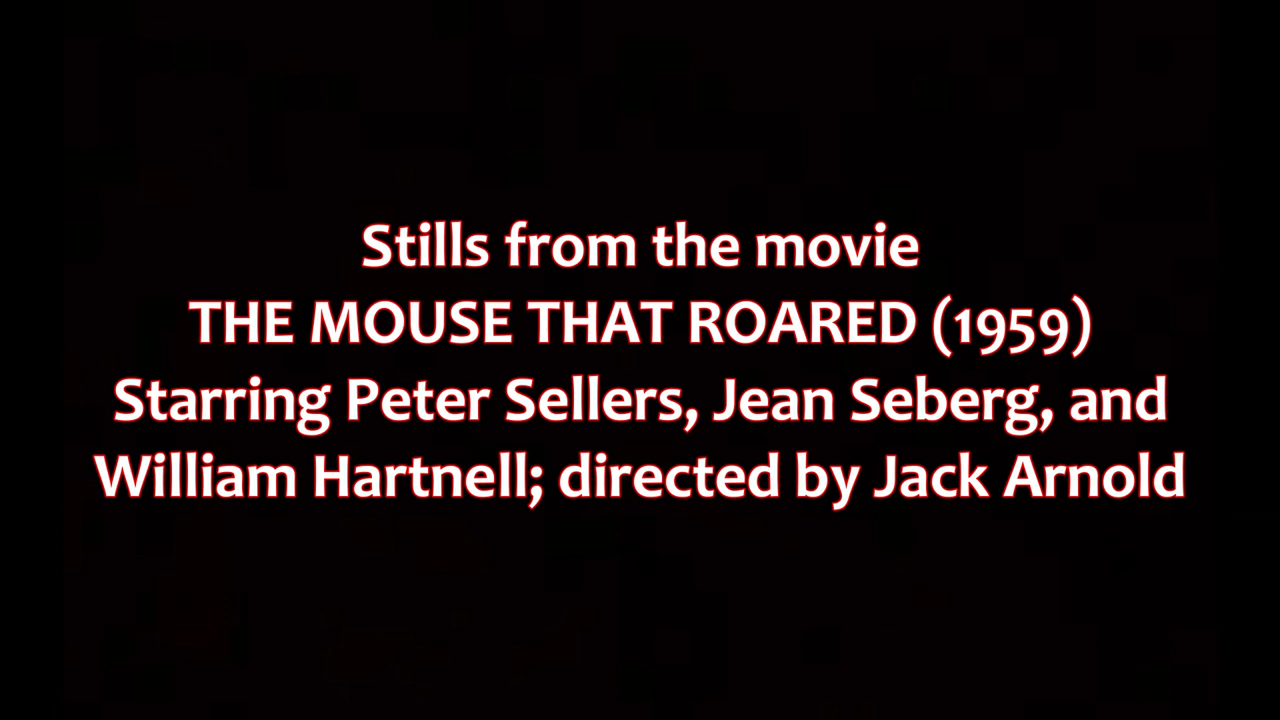 Stills from the movie
THE MOUSE THAT ROARED (1959)
Starring Peter Sellers, Jean Seberg, and
William Hartnell; directed by Jack Arnold